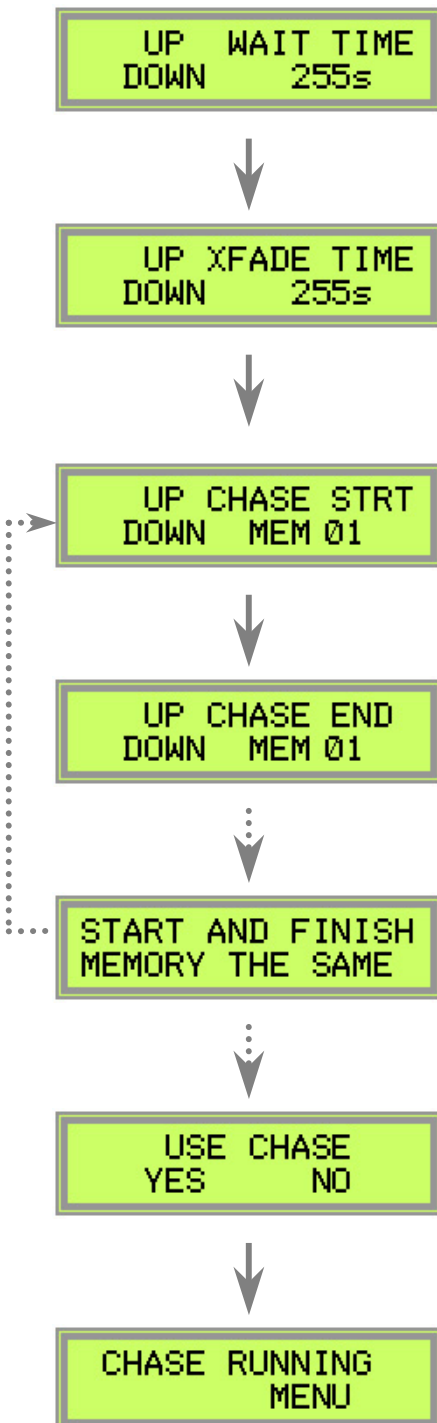 UP WAIT TIME
DOWN 255s
UP XFADE TIME
DOWN 255s
UP CHASE STRT
DOWN MEM 01
UP CHASE END
DOWN MEM 01
START AND FINISH
MEMORY THE SAME
USE CHASE
YES NO
CHASE RUNNING
MENU